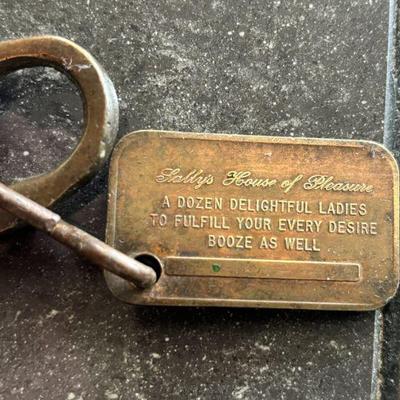 Sally's House of Pleasure
A DOZEN DELIGHTFUL LADIES
TO FULFILL YOUR EVERY DESIRE
BOOZE AS WELL